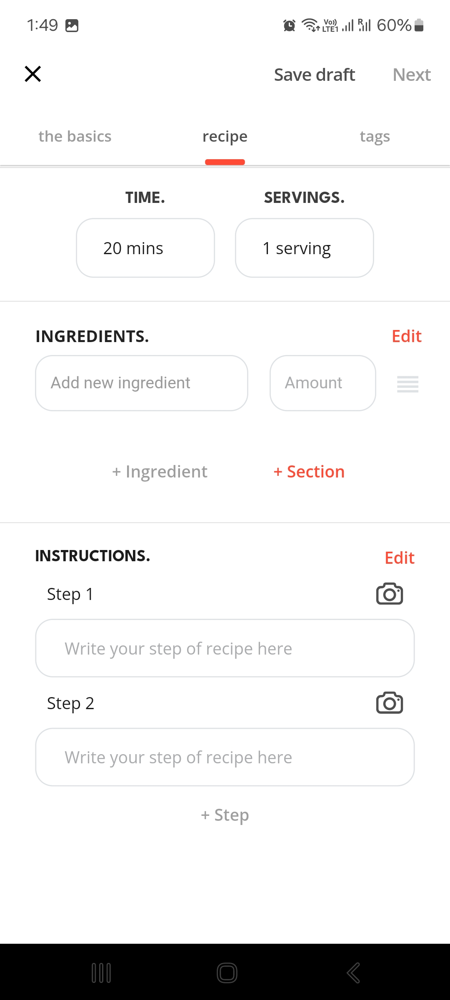 1:49 Vo)) LTE1 R 60%
Save draft Next
the basics recipe tags
TIME. SERVINGS.
20 mins 1 serving
INGREDIENTS. Edit
Add new ingredient Amount
+ Ingredient + Section
INSTRUCTIONS. Edit
Step 1
Write your step of recipe here
Step 2
Write your step of recipe here
+ Step